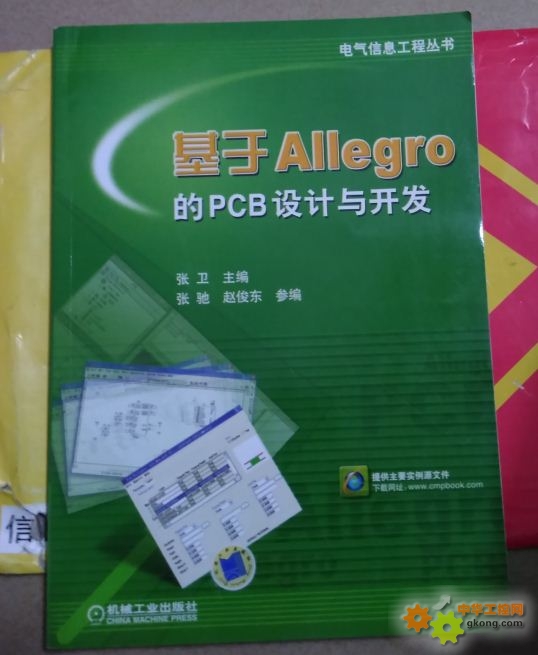 电气信息工程丛书
基于Allegro
的PCB设计与开发
张 卫 主编
张 驰 赵俊东 参编
提供主要实例源文件
下载网址:www.cmpbook.com
信
机械工业出版社
CHINA MACHINE PRESS
中华工控网
gkong.com